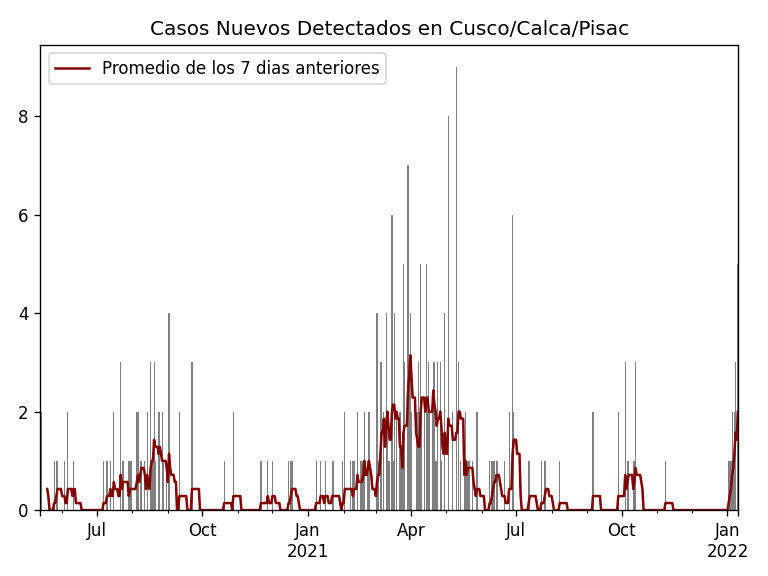 Casos Nuevos Detectados en Cusco/Calca/Pisac
Promedio de los 7 dias anteriores
8
6
4
2
0
Jul Oct Jan Apr Jul Oct Jan
2021 2022